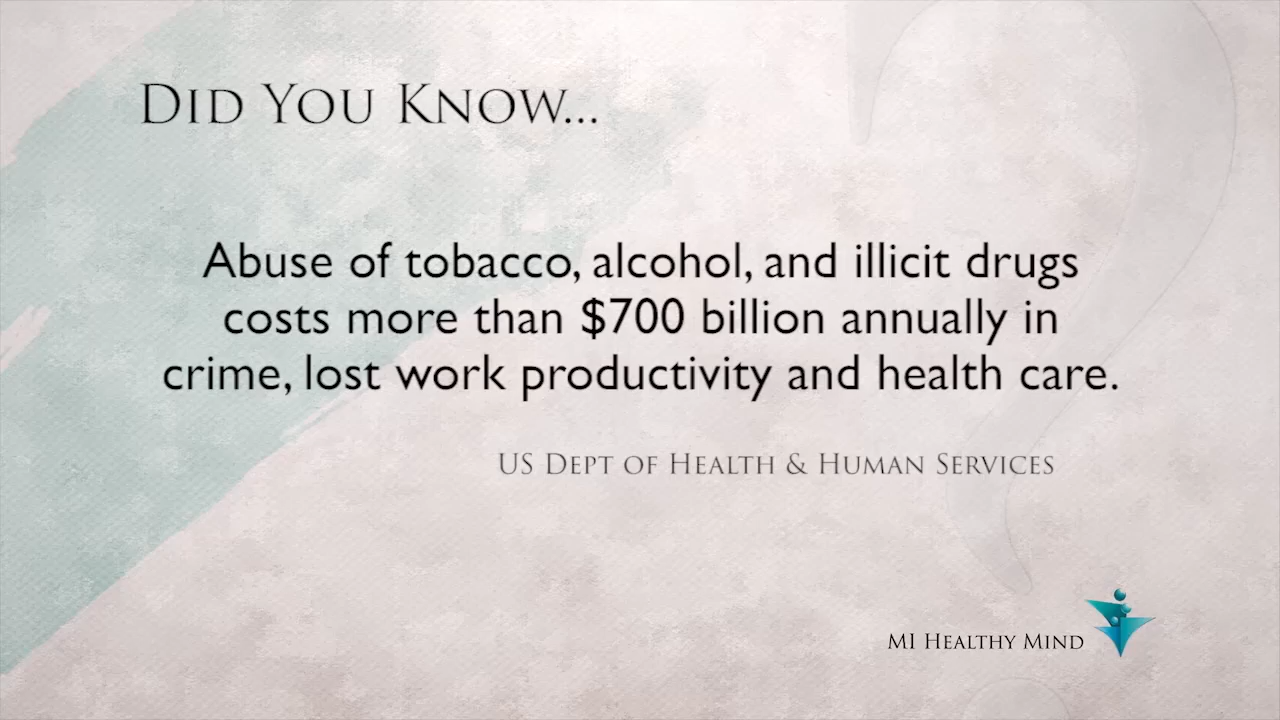 Did You Know...
Abuse of tobacco, alcohol, and illicit drugs
costs more than $700 billion annually in
crime, lost work productivity and health care.
US Dept of Health & Human Services
MI Healthy Mind